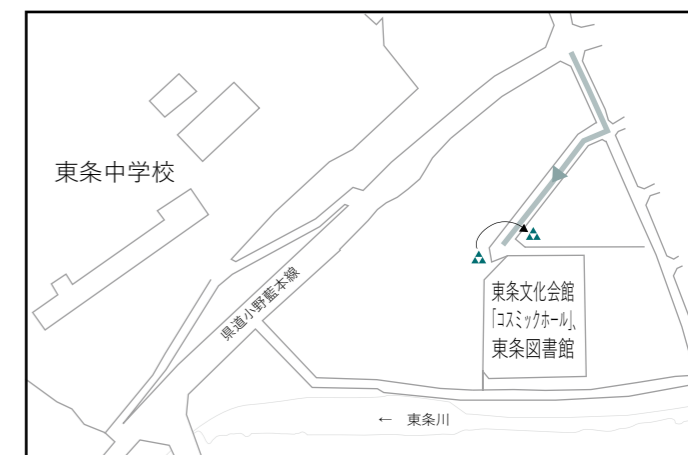 東条中学校
県道小野藍本線
東条文化会館
「コスミックホール」、
東条図書館
← 東条川